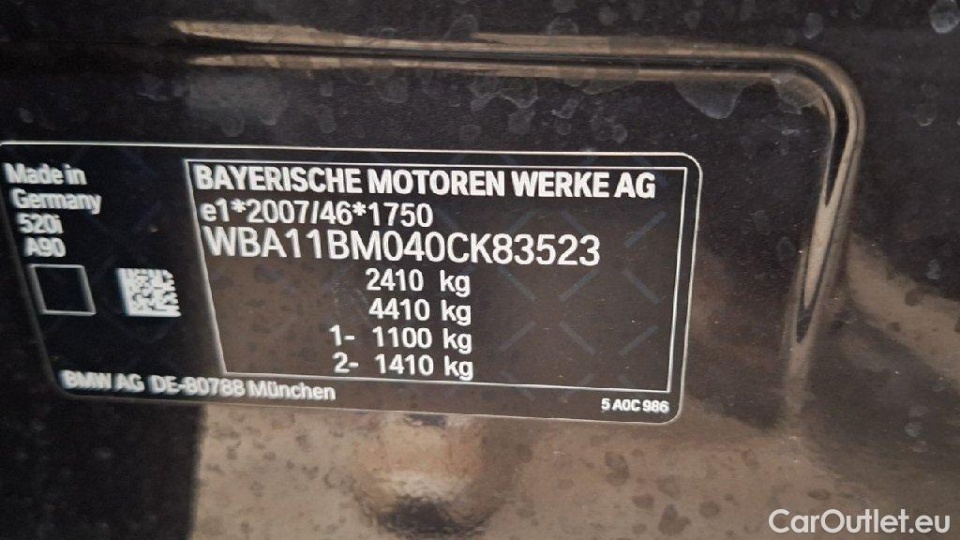 Made in
Germany
520i
A90
BAYERISCHE MOTOREN WERKE AG
e1*2007/46*1750
WBA11BM040CK83523
2410 kg
4410 kg
1- 1100 kg
2- 1410 kg
BMW AG DE-80788 München
5 A0C 986
CarOutlet.eu